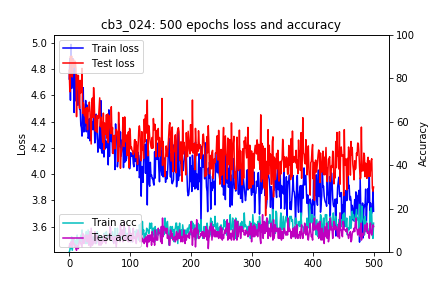 cb3_024: 500 epochs loss and accuracy
Train loss
Test loss
Train acc
Test acc
Loss
Accuracy
5.0
4.8
4.6
4.4
4.2
4.0
3.8
3.6
100
80
60
40
20
0
0 100 200 300 400 500